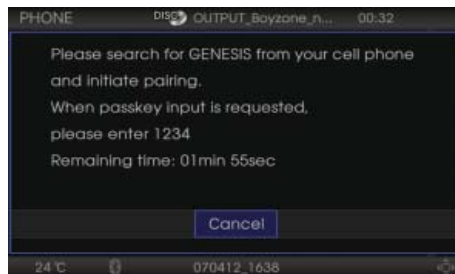 PHONE DISC OUTPUT_Boyzone_n... 00:32
Please search for GENESIS from your cell phone
and initiate pairing.
When passkey input is requested,
please enter 1234
Remaining time: 01min 55sec
Cancel
24℃ 070412_1638